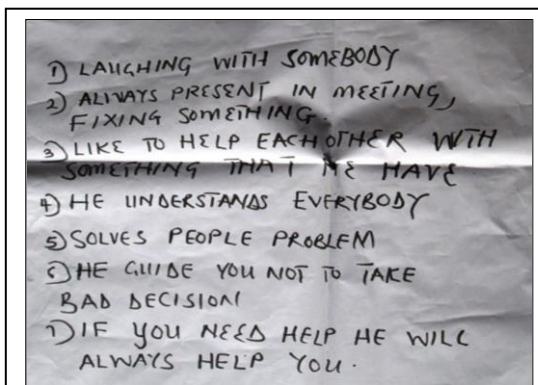 1) LAUGHING WITH SOMEBODY
2) ALWAYS PRESENT IN MEETING,
FIXING SOMETHING.
3) LIKE TO HELP EACHOTHER WITH
SOMETHING THAT HE HAVE
4) HE UNDERSTANDS EVERYBODY
5) SOLVES PEOPLE PROBLEM
6) HE GUIDE YOU NOT TO TAKE
BAD DECISION
7) IF YOU NEED HELP HE WILL
ALWAYS HELP YOU.